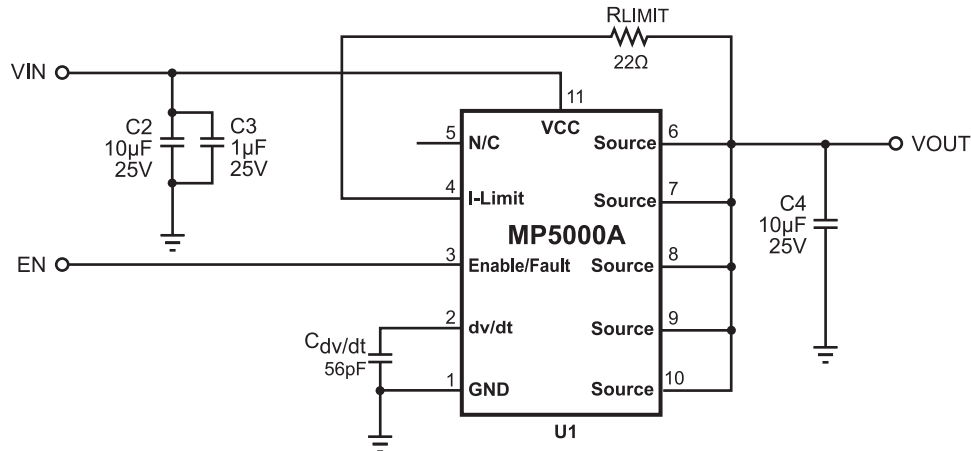 RLIMIT
22Ω
VIN
11
VCC
C2
10μF
25V
C3
1μF
25V
5
N/C
Source
6
VOUT
4
I-Limit
Source
7
C4
10μF
25V
MP5000A
EN
3
Enable/Fault
Source
8
2
dv/dt
Source
9
Cdv/dt
56pF
1
GND
Source
10
U1